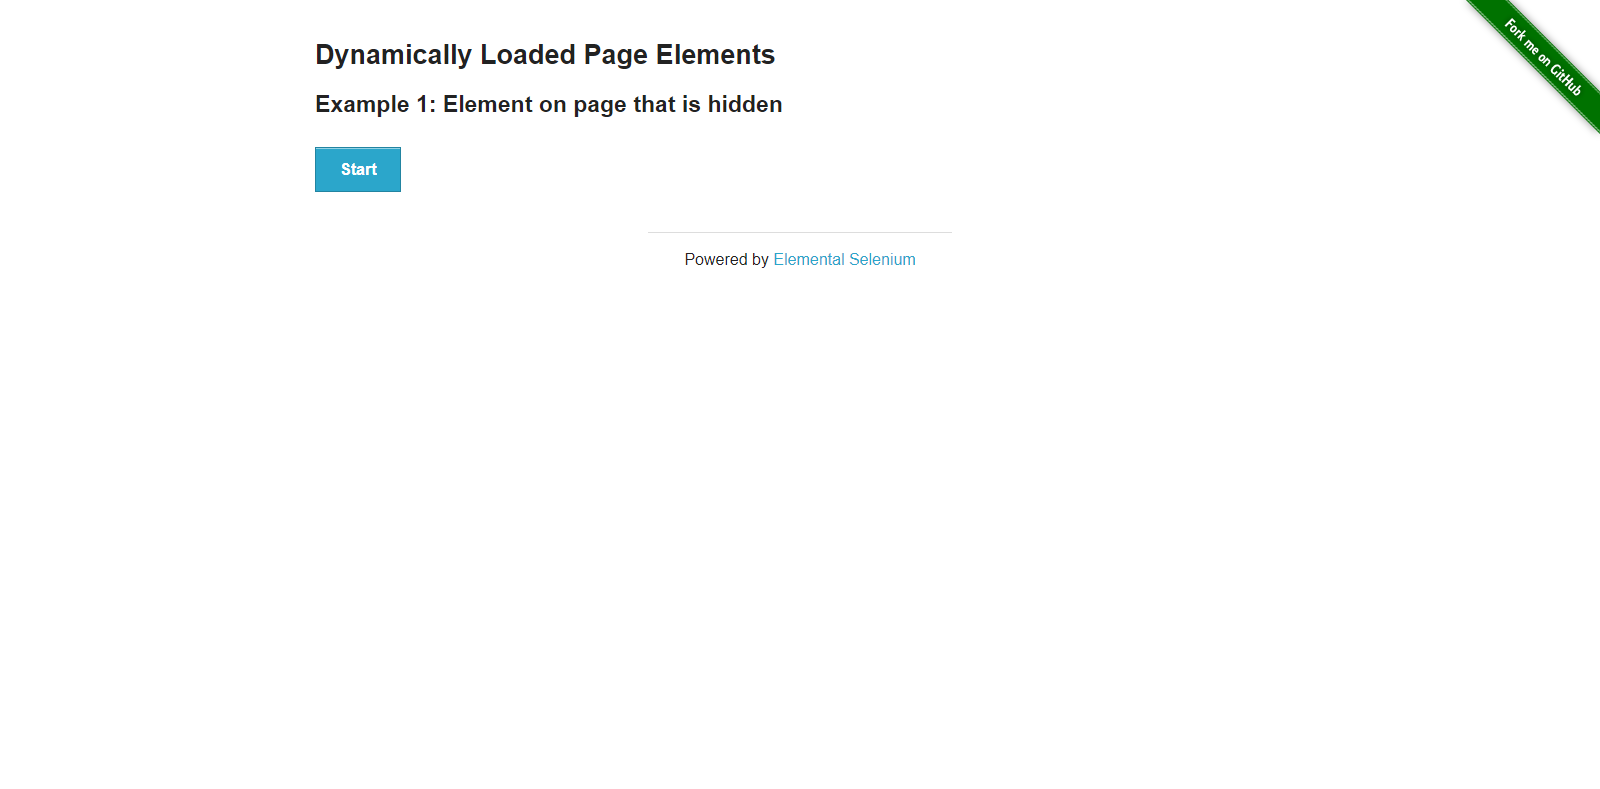 Dynamically Loaded Page Elements
Fork me on GitHub
Example 1: Element on page that is hidden
Start
Powered by Elemental Selenium